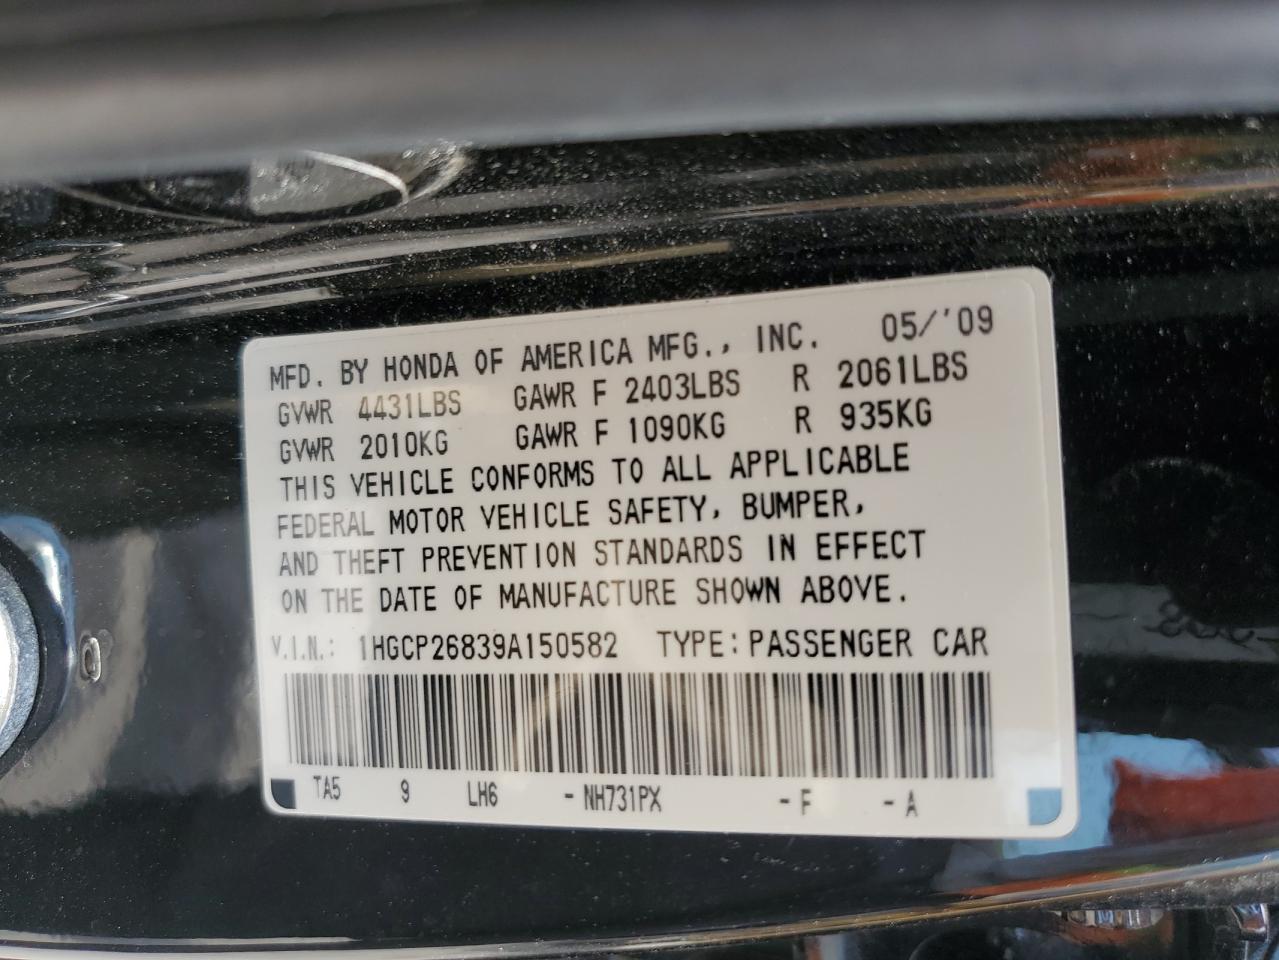 MFD. BY HONDA OF AMERICA MFG., INC. 05/'09
GVWR 4431LBS GAWR F 2403LBS R 2061LBS
GVWR 2010KG GAWR F 1090KG R 935KG
THIS VEHICLE CONFORMS TO ALL APPLICABLE
FEDERAL MOTOR VEHICLE SAFETY, BUMPER,
AND THEFT PREVENTION STANDARDS IN EFFECT
ON THE DATE OF MANUFACTURE SHOWN ABOVE.
V.I.N.: 1HGCP26839A150582 TYPE: PASSENGER CAR
TA5 9 LH6 - NH731PX - F - A